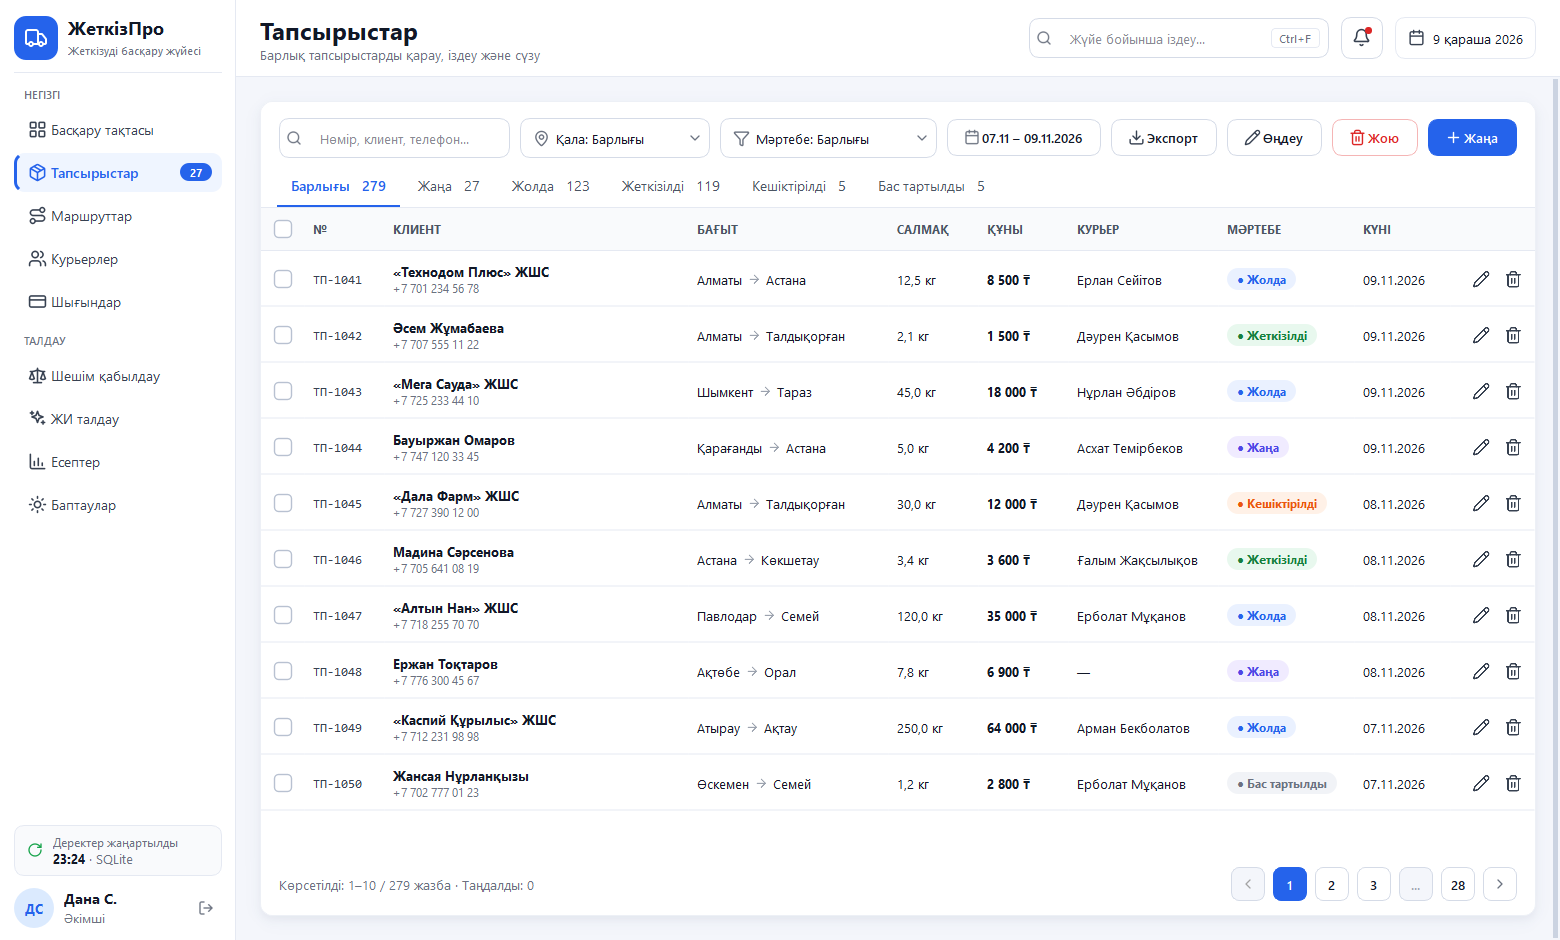 ЖеткізПро
Жеткізуді басқару жүйесі
НЕГІЗГІ
Басқару тақтасы
Тапсырыстар 27
Маршруттар
Курьерлер
Шығындар
ТАЛДАУ
Шешім қабылдау
ЖИ талдау
Есептер
Баптаулар
Деректер жаңартылды
23:24 · SQLite
ДС
Дана С.
Әкімші
Тапсырыстар
Барлық тапсырыстарды қарау, іздеу және сүзу
Жүйе бойынша іздеу... Ctrl+F
9 қараша 2026
Нөмір, клиент, телефон... Қала: Барлығы Мәртебе: Барлығы 07.11 – 09.11.2026 Экспорт Өңдеу Жою Жаңа
Барлығы 279 Жаңа 27 Жолда 123 Жеткізілді 119 Кешіктірілді 5 Бас тартылды 5
№ КЛИЕНТ БАҒЫТ САЛМАҚ ҚҰНЫ КУРЬЕР МӘРТЕБЕ КҮНІ
ТП-1041 «Технодом Плюс» ЖШС Алматы → Астана 12,5 кг 8 500 ₸ Ерлан Сейітов • Жолда 09.11.2026
+7 701 234 56 78
ТП-1042 Әсем Жұмабаева Алматы → Талдықорған 2,1 кг 1 500 ₸ Дәурен Қасымов • Жеткізілді 09.11.2026
+7 707 555 11 22
ТП-1043 «Мега Сауда» ЖШС Шымкент → Тараз 45,0 кг 18 000 ₸ Нұрлан Әбдіров • Жолда 09.11.2026
+7 725 233 44 10
ТП-1044 Бауыржан Омаров Қарағанды → Астана 5,0 кг 4 200 ₸ Асхат Темірбеков • Жаңа 09.11.2026
+7 747 120 33 45
ТП-1045 «Дала Фарм» ЖШС Алматы → Талдықорған 30,0 кг 12 000 ₸ Дәурен Қасымов • Кешіктірілді 08.11.2026
+7 727 390 12 00
ТП-1046 Мадина Сәрсенова Астана → Көкшетау 3,4 кг 3 600 ₸ Ғалым Жақсылықов • Жеткізілді 08.11.2026
+7 705 641 08 19
ТП-1047 «Алтын Нан» ЖШС Павлодар → Семей 120,0 кг 35 000 ₸ Ерболат Мұқанов • Жолда 08.11.2026
+7 718 255 70 70
ТП-1048 Ержан Тоқтаров Ақтөбе → Орал 7,8 кг 6 900 ₸ — • Жаңа 08.11.2026
+7 776 300 45 67
ТП-1049 «Каспий Құрылыс» ЖШС Атырау → Ақтау 250,0 кг 64 000 ₸ Арман Бекболатов • Жолда 07.11.2026
+7 712 231 98 98
ТП-1050 Жансая Нұрланқызы Өскемен → Семей 1,2 кг 2 800 ₸ Ерболат Мұқанов • Бас тартылды 07.11.2026
+7 702 777 01 23
Көрсетілді: 1–10 / 279 жазба · Таңдалды: 0
1 2 3 ... 28